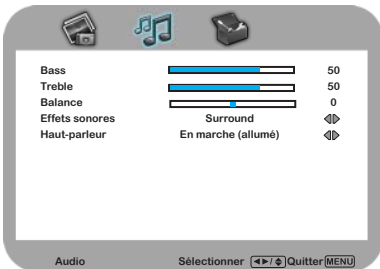 Bass 50
Treble 50
Balance 0
Effets sonores Surround
Haut-parleur En marche (allumé)
Audio Sélectionner Quitter MENU